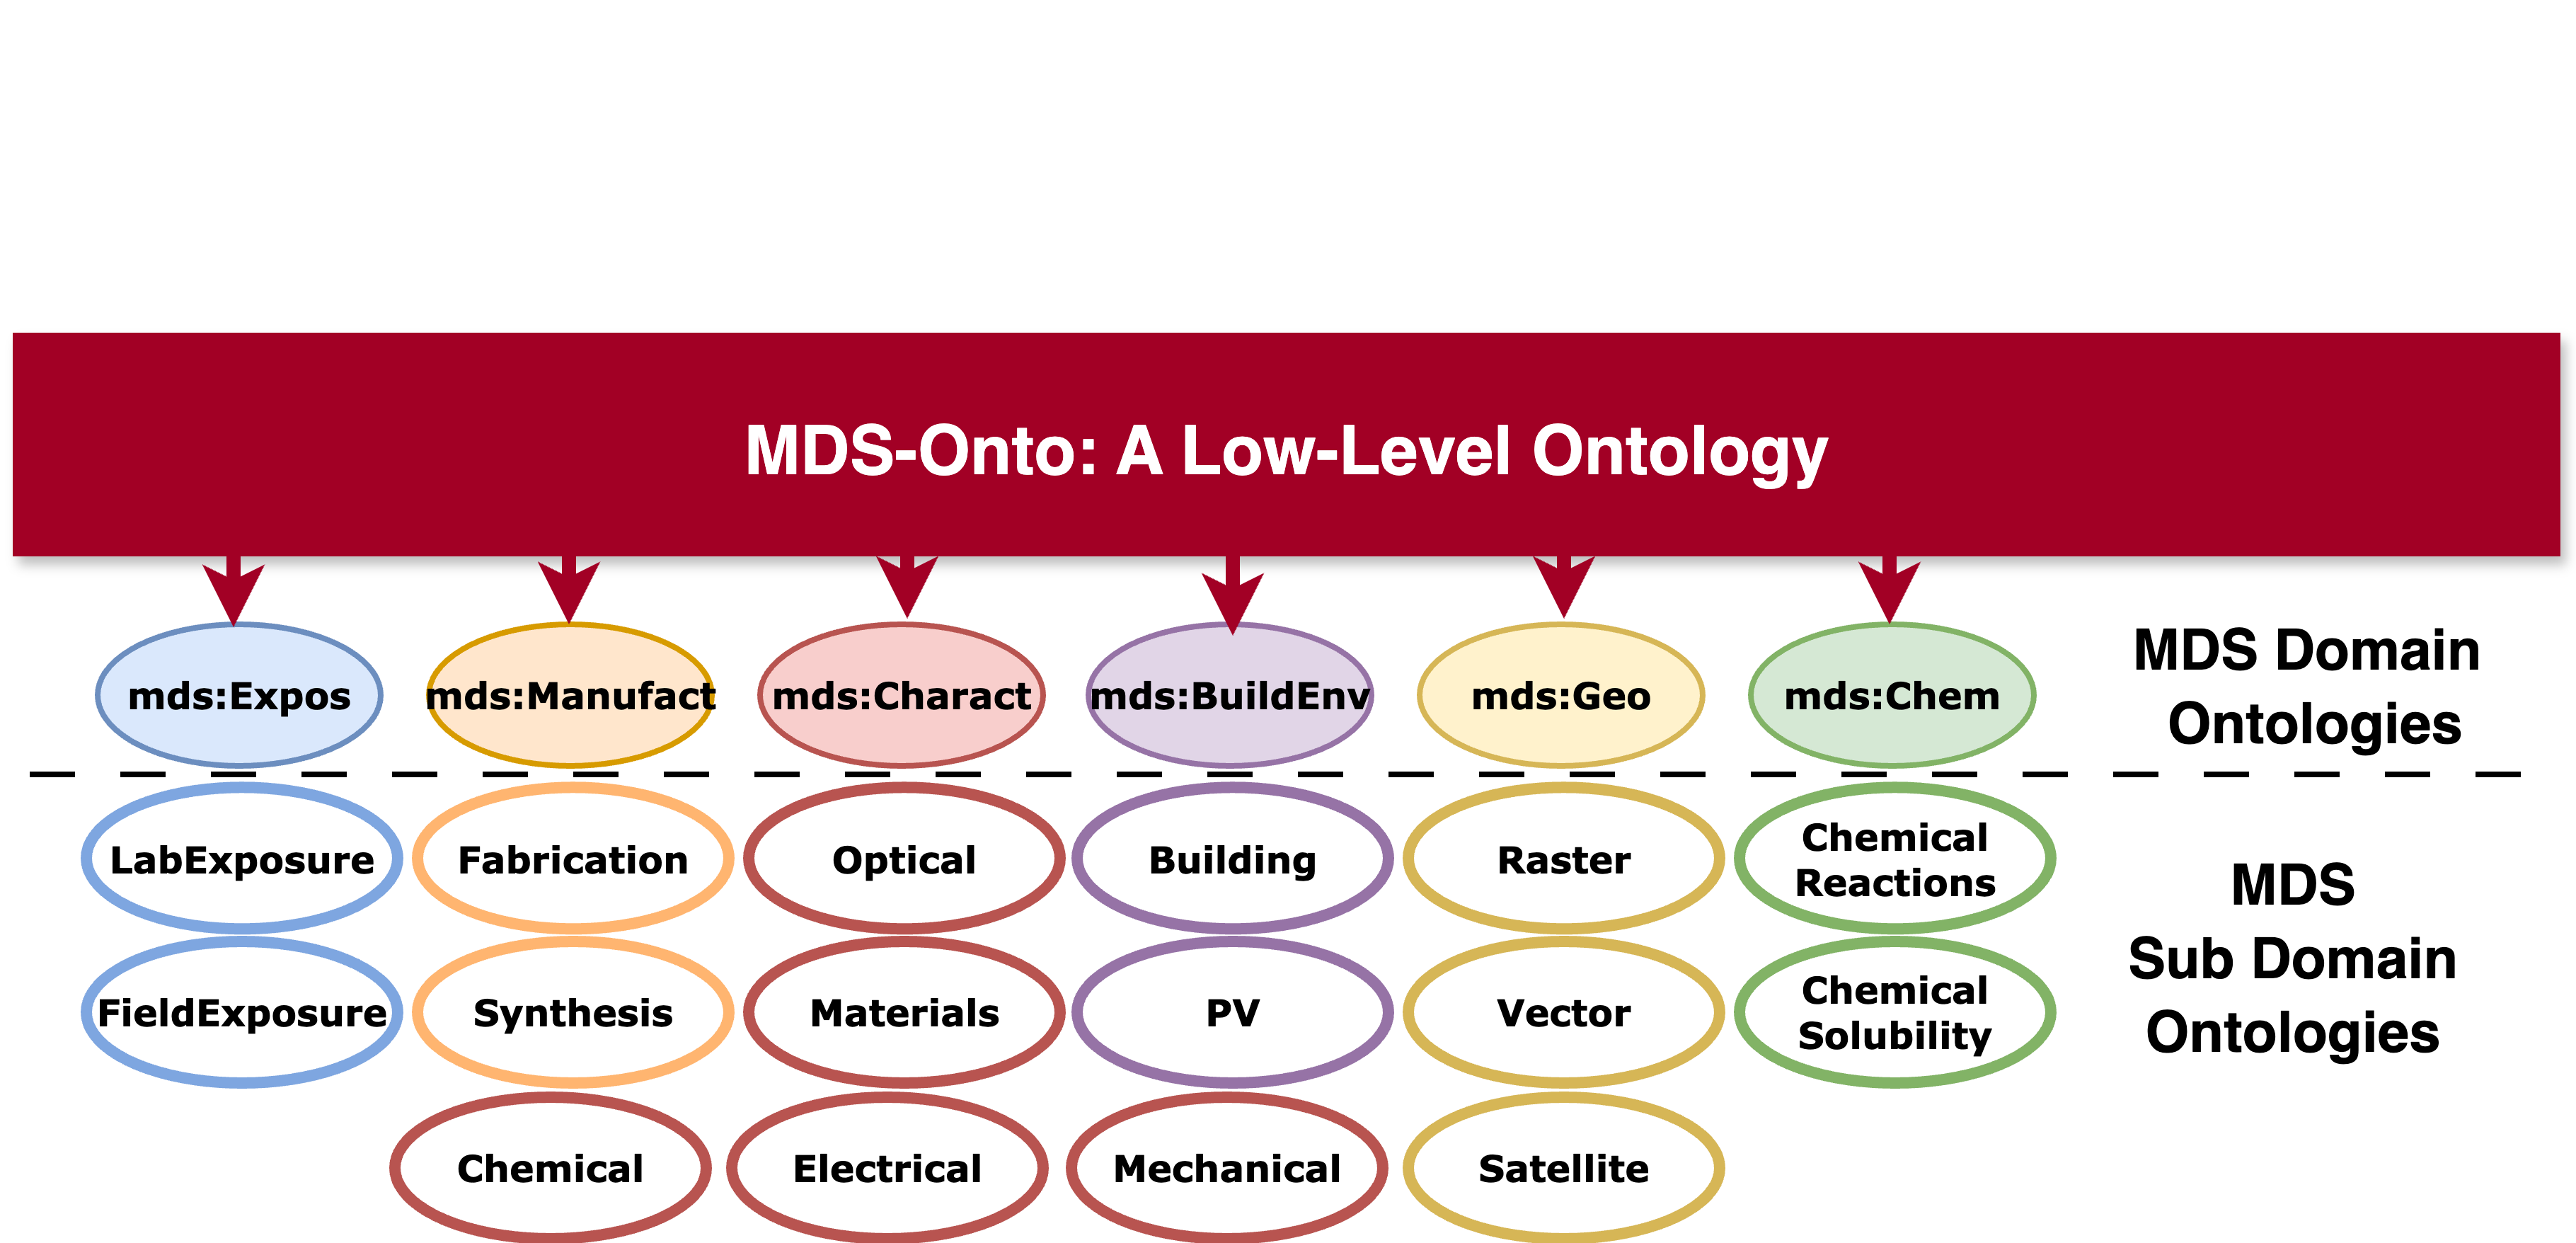 MDS-Onto: A Low-Level Ontology
mds:Expos
mds:Manufact
mds:Charact
mds:BuildEnv
mds:Geo
mds:Chem
MDS Domain
Ontologies
LabExposure
Fabrication
Optical
Building
Raster
Chemical
Reactions
FieldExposure
Synthesis
Materials
PV
Vector
Chemical
Solubility
MDS
Sub Domain
Ontologies
Chemical
Electrical
Mechanical
Satellite